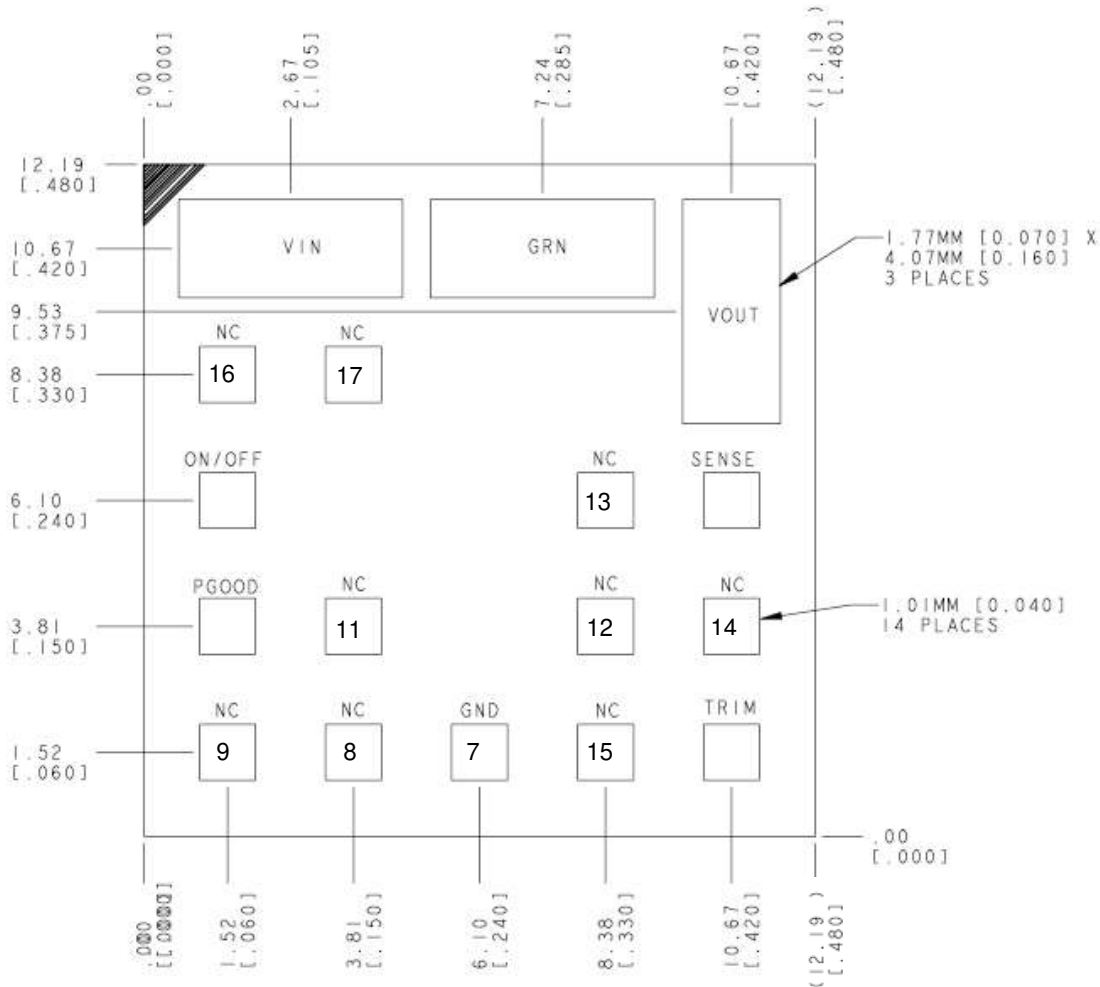 .00
[.000]
2.67
[.105]
7.24
[.285]
10.67
[.420]
(12.19 )
[.480]
12.19
[.480]
10.67
[.420]
9.53
[.375]
8.38
[.330]
6.10
[.240]
3.81
[.150]
1.52
[.060]
VIN
GRN
VOUT
1.77MM [0.070] X
4.07MM [0.160]
3 PLACES
NC
NC
16
17
ON/OFF
NC
SENSE
13
PGOOD
NC
NC
NC
11
12
14
1.01MM [0.040]
14 PLACES
NC
NC
GND
NC
TRIM
9
8
7
15
.00
[.000]
1.52
[.060]
3.81
[.150]
6.10
[.240]
8.38
[.330]
10.67
[.420]
(12.19 )
[.480]